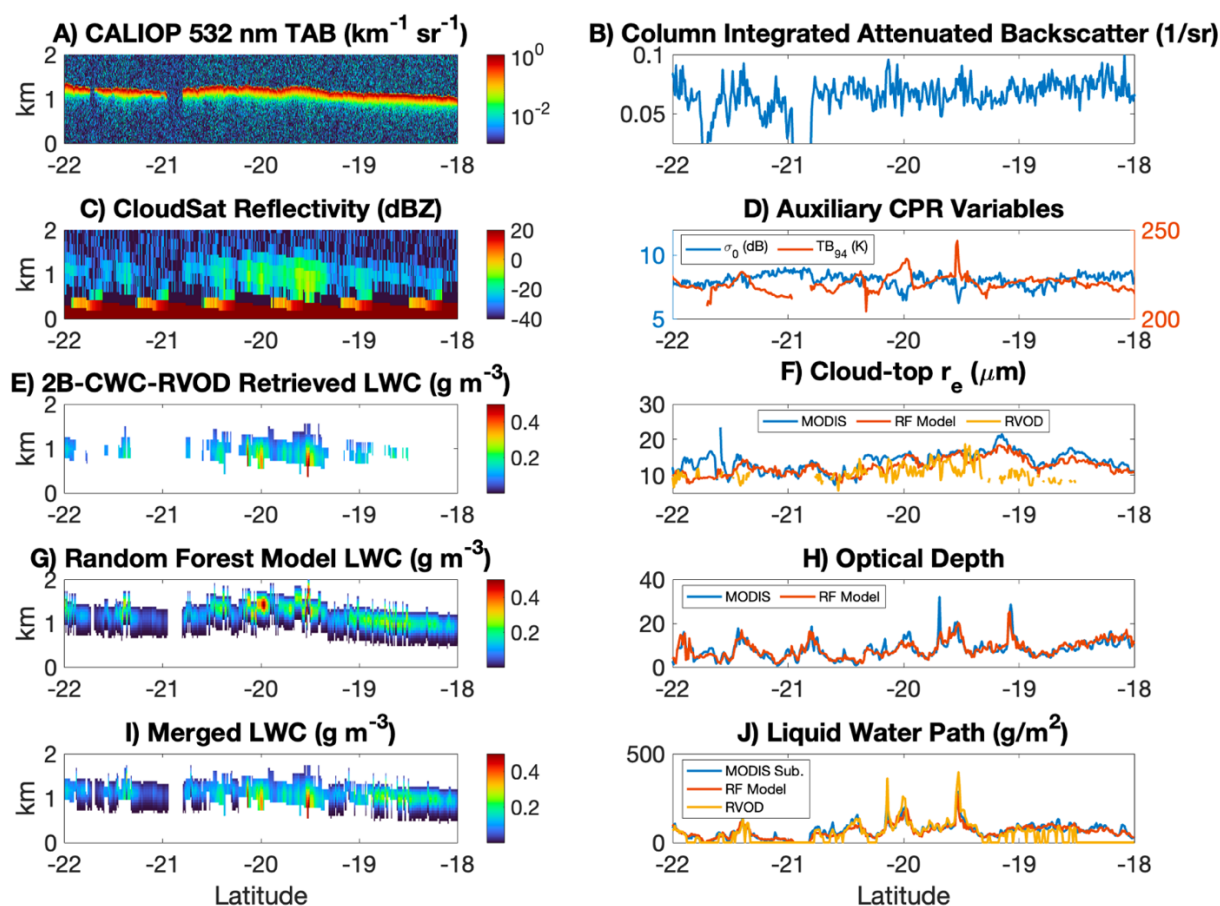 A) CALIOP 532 nm TAB (km⁻¹ sr⁻¹)
B) Column Integrated Attenuated Backscatter (1/sr)
2
1
0
km
10⁰
10⁻²
0.1
0.05
-22 -21 -20 -19 -18
-22 -21 -20 -19 -18
C) CloudSat Reflectivity (dBZ)
D) Auxiliary CPR Variables
2
1
0
km
20
0
-20
-40
10
5
σ₀ (dB) TB₉₄ (K)
250
200
-22 -21 -20 -19 -18
-22 -21 -20 -19 -18
E) 2B-CWC-RVOD Retrieved LWC (g m⁻³)
F) Cloud-top rₑ (μm)
2
1
0
km
0.4
0.2
30
20
10
MODIS RF Model RVOD
-22 -21 -20 -19 -18
-22 -21 -20 -19 -18
G) Random Forest Model LWC (g m⁻³)
H) Optical Depth
2
1
0
km
0.4
0.2
40
20
0
MODIS RF Model
-22 -21 -20 -19 -18
-22 -21 -20 -19 -18
I) Merged LWC (g m⁻³)
J) Liquid Water Path (g/m²)
2
1
0
km
0.4
0.2
500
0
MODIS Sub.
RF Model
RVOD
-22 -21 -20 -19 -18
-22 -21 -20 -19 -18
Latitude
Latitude